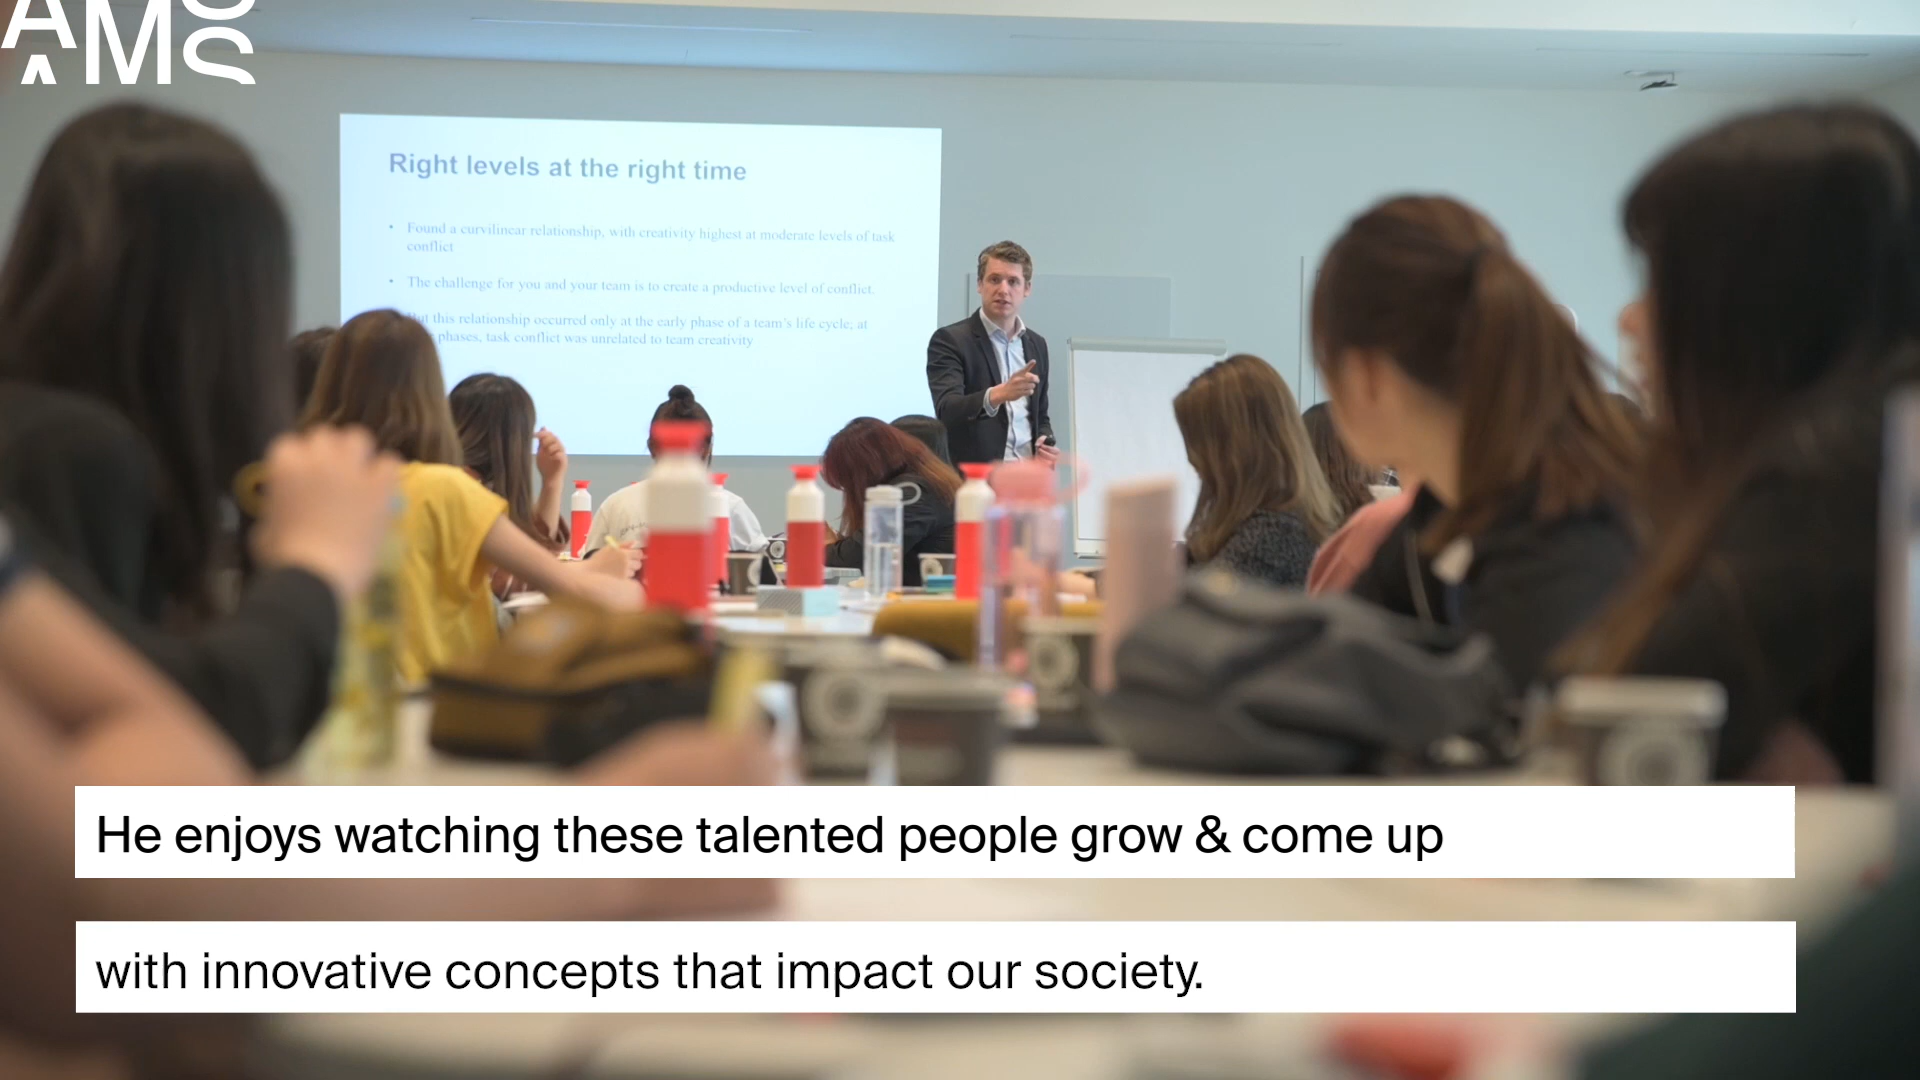 AMS
Right levels at the right time
• Found a curvilinear relationship, with creativity highest at moderate levels of task
conflict
• The challenge for you and your team is to create a productive level of conflict.
But this relationship occurred only at the early phase of a team's life cycle; at
phases, task conflict was unrelated to team creativity
He enjoys watching these talented people grow & come up
with innovative concepts that impact our society.